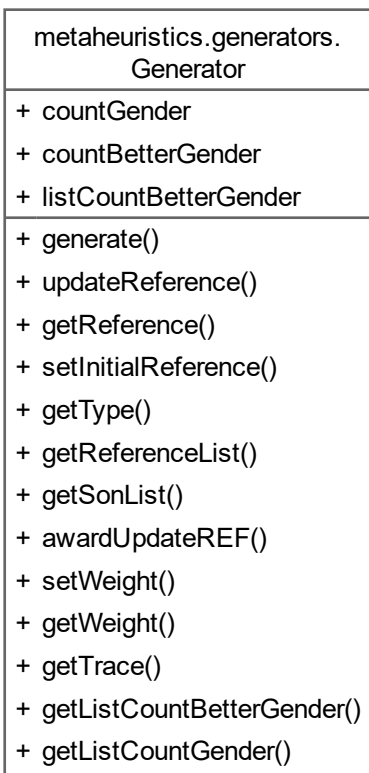 metaheuristics.generators.
Generator
+ countGender
+ countBetterGender
+ listCountBetterGender
+ generate()
+ updateReference()
+ getReference()
+ setInitialReference()
+ getType()
+ getReferenceList()
+ getSonList()
+ awardUpdateREF()
+ setWeight()
+ getWeight()
+ getTrace()
+ getListCountBetterGender()
+ getListCountGender()